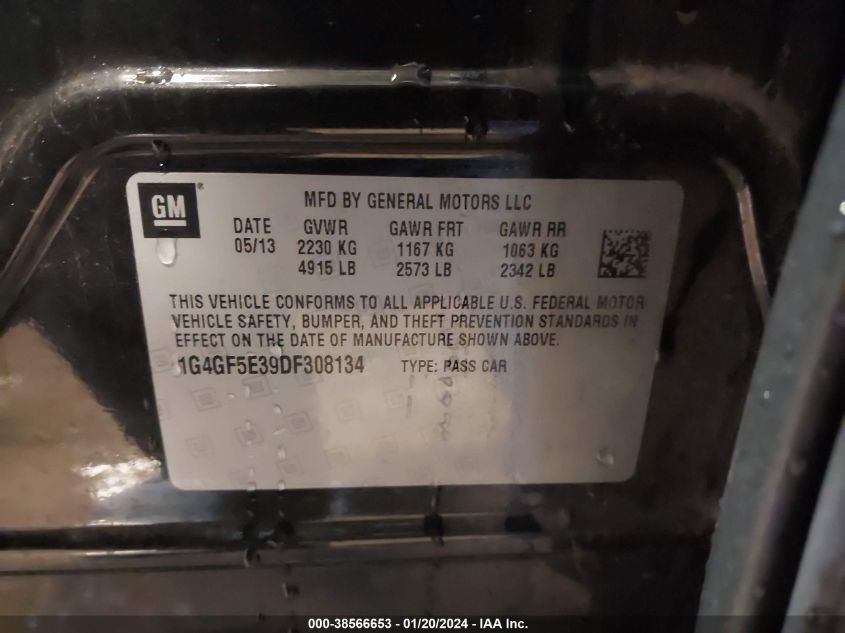 GM ®
MFD BY GENERAL MOTORS LLC
DATE GVWR GAWR FRT GAWR RR
05/13 2230 KG 1167 KG 1063 KG
4915 LB 2573 LB 2342 LB
THIS VEHICLE CONFORMS TO ALL APPLICABLE U.S. FEDERAL MOTOR
VEHICLE SAFETY, BUMPER, AND THEFT PREVENTION STANDARDS IN
EFFECT ON THE DATE OF MANUFACTURE SHOWN ABOVE.
1G4GF5E39DF308134 TYPE: PASS CAR
000-38566653 - 01/20/2024 - IAA Inc.